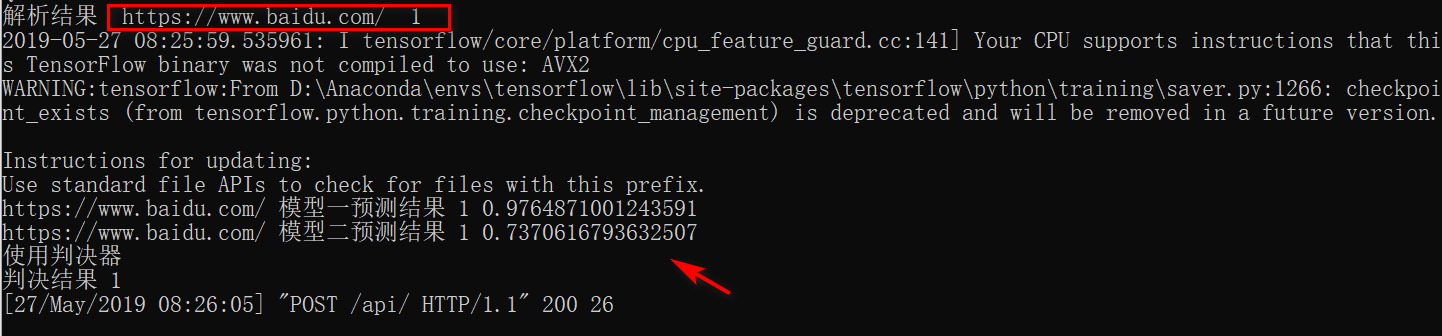 解析结果  https://www.baidu.com/  1
2019-05-27 08:25:59.535961: I tensorflow/core/platform/cpu_feature_guard.cc:141] Your CPU supports instructions that thi
s TensorFlow binary was not compiled to use: AVX2
WARNING:tensorflow:From D:\Anaconda\envs\tensorflow\lib\site-packages\tensorflow\python\training\saver.py:1266: checkpoi
nt_exists (from tensorflow.python.training.checkpoint_management) is deprecated and will be removed in a future version.
Instructions for updating:
Use standard file APIs to check for files with this prefix.
https://www.baidu.com/ 模型一预测结果 1 0.9764871001243591
https://www.baidu.com/ 模型二预测结果 1 0.7370616793632507
使用判决器
判决结果 1
[27/May/2019 08:26:05] "POST /api/ HTTP/1.1" 200 26